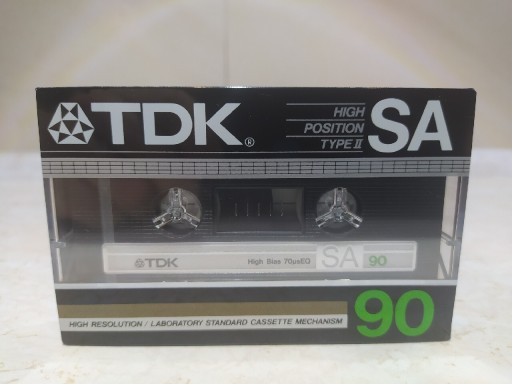 TDK®
HIGH
POSITION
TYPE II
SA
TDK
High Bias 70μsEQ
SA 90
HIGH RESOLUTION / LABORATORY STANDARD CASSETTE MECHANISM
90